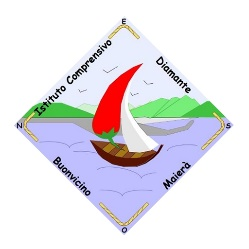 E
Istituto Comprensivo
Diamante
N
S
Buonvicino
Maierà
O